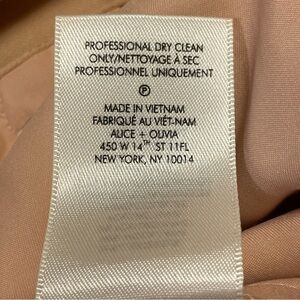 PROFESSIONAL DRY CLEAN
ONLY/NETTOYAGE À SEC
PROFESSIONNEL UNIQUEMENT
Ⓟ
MADE IN VIETNAM
FABRIQUÉ AU VIÊT-NAM
ALICE + OLIVIA
450 W 14TH ST 11FL
NEW YORK, NY 10014